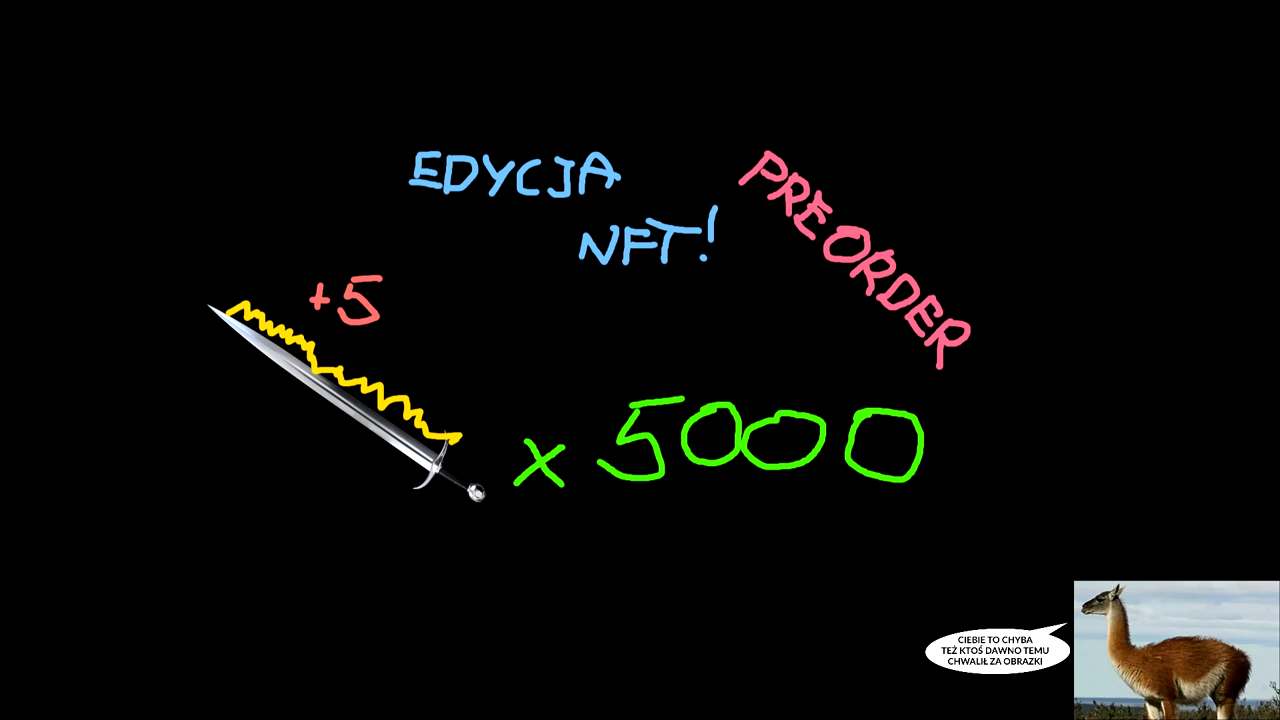 EDYCJA
NFT!
PREORDER
+5
x 5000
CIEBIE TO CHYBA
TEŻ KTOŚ DAWNO TEMU
CHWALIŁ ZA OBRAZKI